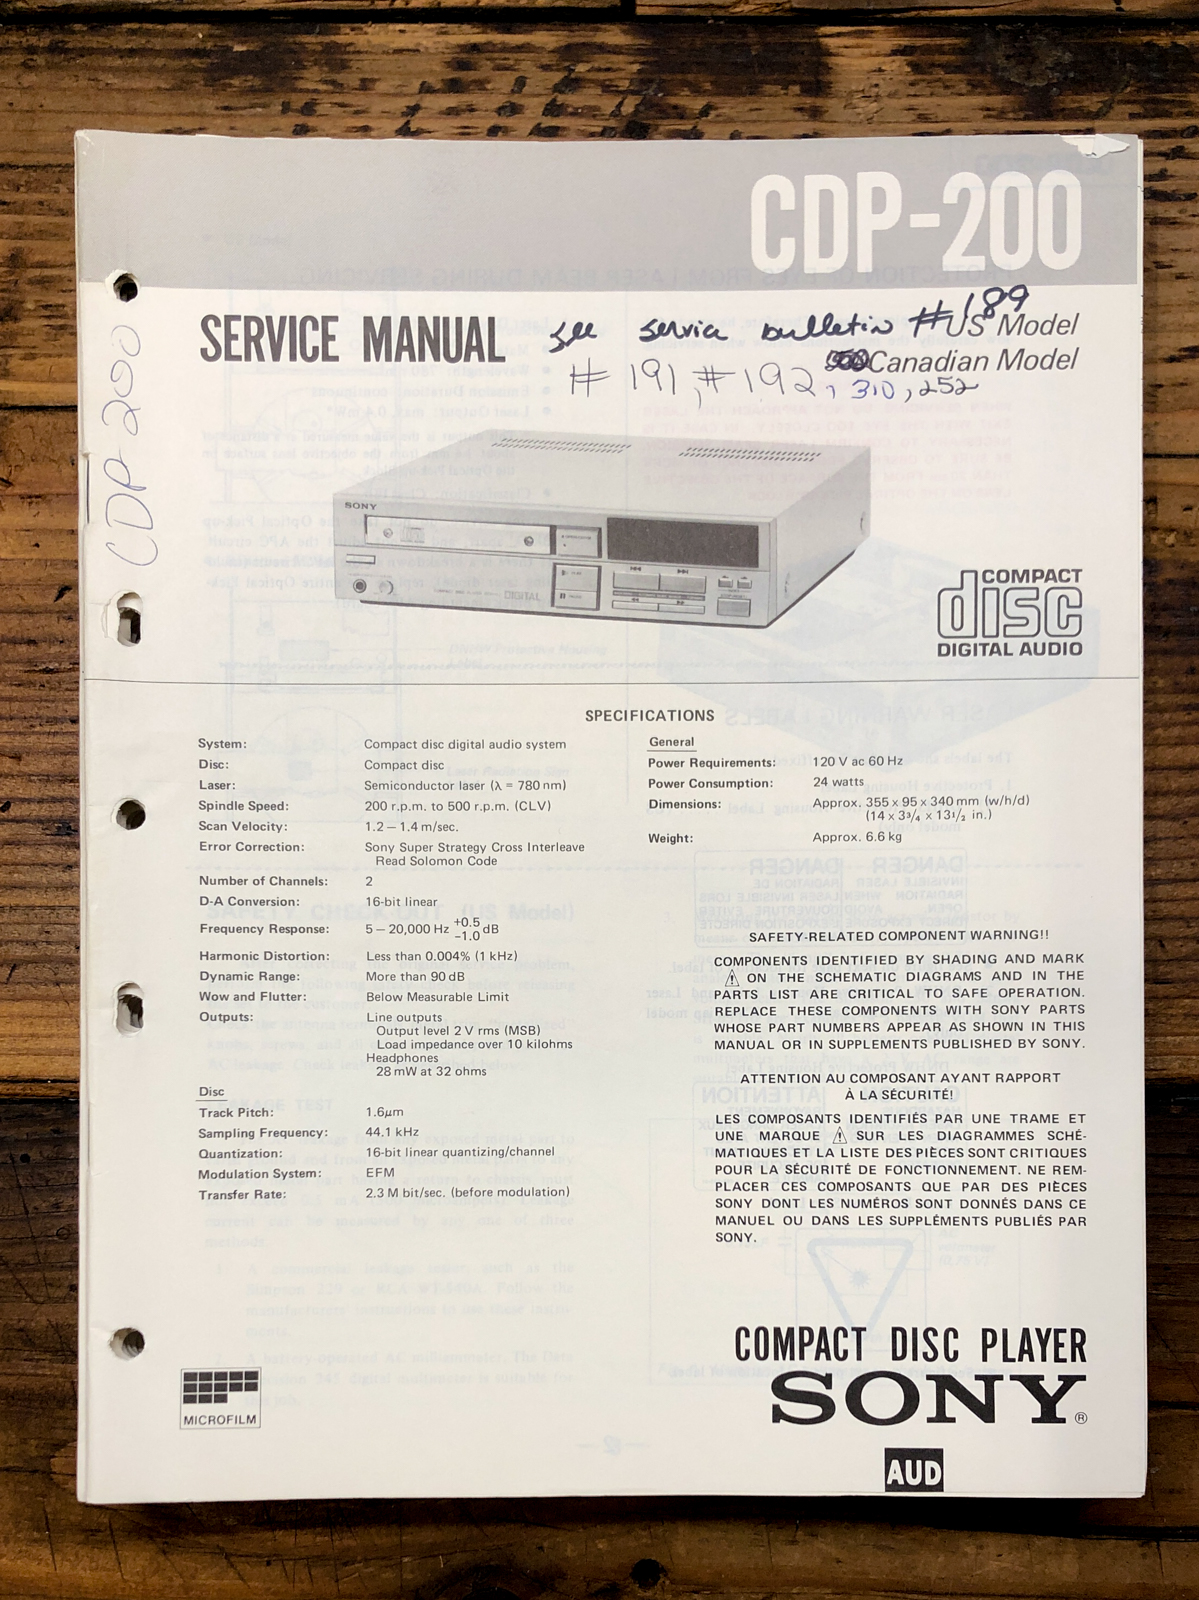 CDP-200
SERVICE MANUAL
see service bulletin #189
US Model
# 191, # 192, 310, 252
Canadian Model
CDP 200
SONY
DIGITAL
COMPACT
disc
DIGITAL AUDIO
SPECIFICATIONS
System: Compact disc digital audio system
Disc: Compact disc
Laser: Semiconductor laser (λ = 780 nm)
Spindle Speed: 200 r.p.m. to 500 r.p.m. (CLV)
Scan Velocity: 1.2 – 1.4 m/sec.
Error Correction: Sony Super Strategy Cross Interleave
Read Solomon Code
Number of Channels: 2
D-A Conversion: 16-bit linear
Frequency Response: 5 – 20,000 Hz +0.5 –1.0 dB
Harmonic Distortion: Less than 0.004% (1 kHz)
Dynamic Range: More than 90 dB
Wow and Flutter: Below Measurable Limit
Outputs: Line outputs
Output level 2 V rms (MSB)
Load impedance over 10 kilohms
Headphones
28 mW at 32 ohms
Disc
Track Pitch: 1.6µm
Sampling Frequency: 44.1 kHz
Quantization: 16-bit linear quantizing/channel
Modulation System: EFM
Transfer Rate: 2.3 M bit/sec. (before modulation)
General
Power Requirements: 120 V ac 60 Hz
Power Consumption: 24 watts
Dimensions: Approx. 355 x 95 x 340 mm (w/h/d)
(14 x 3 3/4 x 13 1/2 in.)
Weight: Approx. 6.6 kg
SAFETY-RELATED COMPONENT WARNING!!
COMPONENTS IDENTIFIED BY SHADING AND MARK
⚠ ON THE SCHEMATIC DIAGRAMS AND IN THE
PARTS LIST ARE CRITICAL TO SAFE OPERATION.
REPLACE THESE COMPONENTS WITH SONY PARTS
WHOSE PART NUMBERS APPEAR AS SHOWN IN THIS
MANUAL OR IN SUPPLEMENTS PUBLISHED BY SONY.
ATTENTION AU COMPOSANT AYANT RAPPORT
À LA SÉCURITÉ!
LES COMPOSANTS IDENTIFIÉS PAR UNE TRAME ET
UNE MARQUE ⚠ SUR LES DIAGRAMMES SCHÉ-
MATIQUES ET LA LISTE DES PIÈCES SONT CRITIQUES
POUR LA SÉCURITÉ DE FONCTIONNEMENT. NE REM-
PLACER CES COMPOSANTS QUE PAR DES PIÈCES
SONY DONT LES NUMÉROS SONT DONNÉS DANS CE
MANUEL OU DANS LES SUPPLÉMENTS PUBLIÉS PAR
SONY.
MICROFILM
COMPACT DISC PLAYER
SONY®
AUD